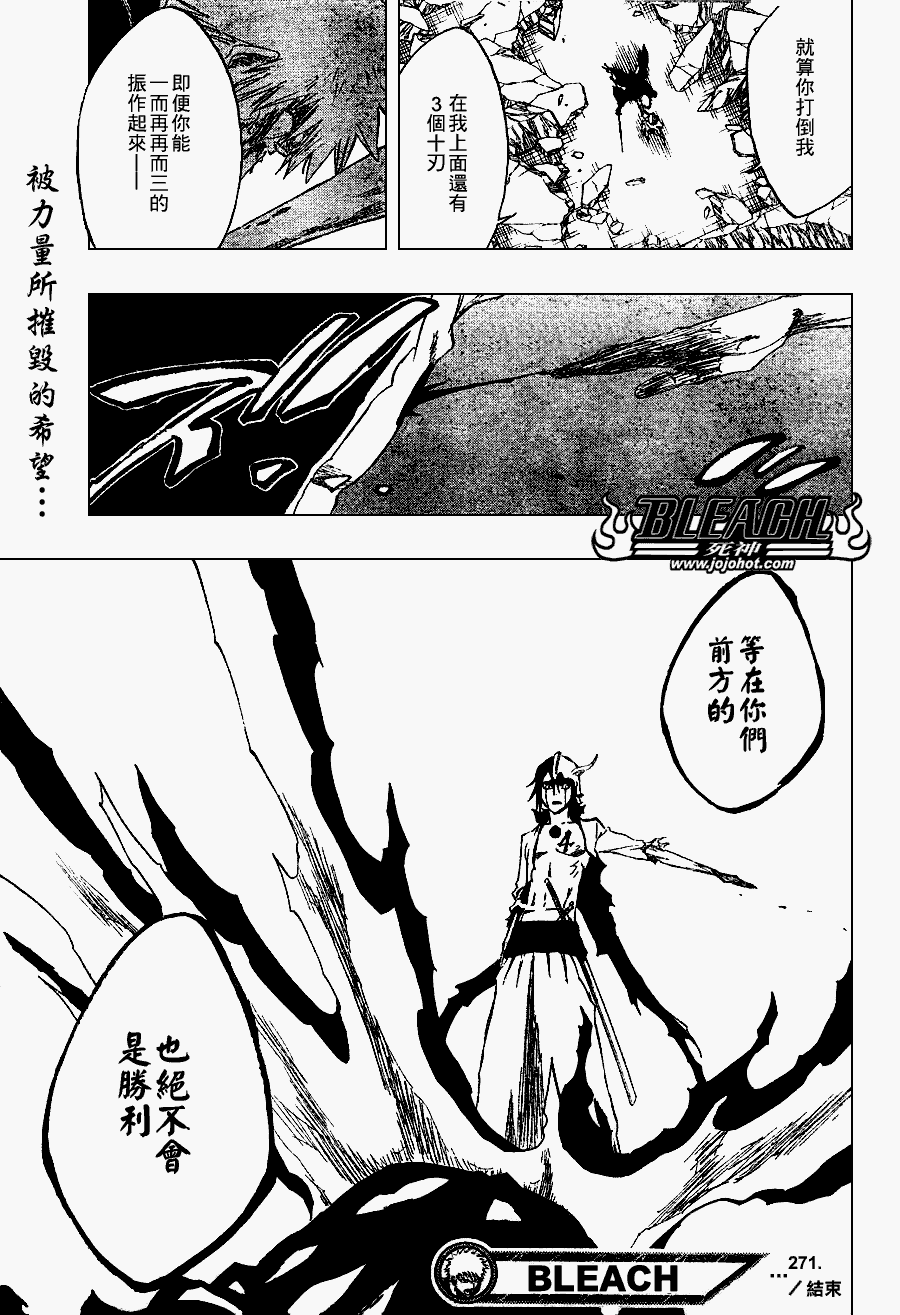 就算你打倒我
在我上面還有
3個十刃
即便你能
一而再再而三的
振作起來——
被力量所摧毀的希望…
BLEACH
死神
www.jojohot.com
等在你們
前方的
也絕不會
是勝利
BLEACH
271.
…／結束